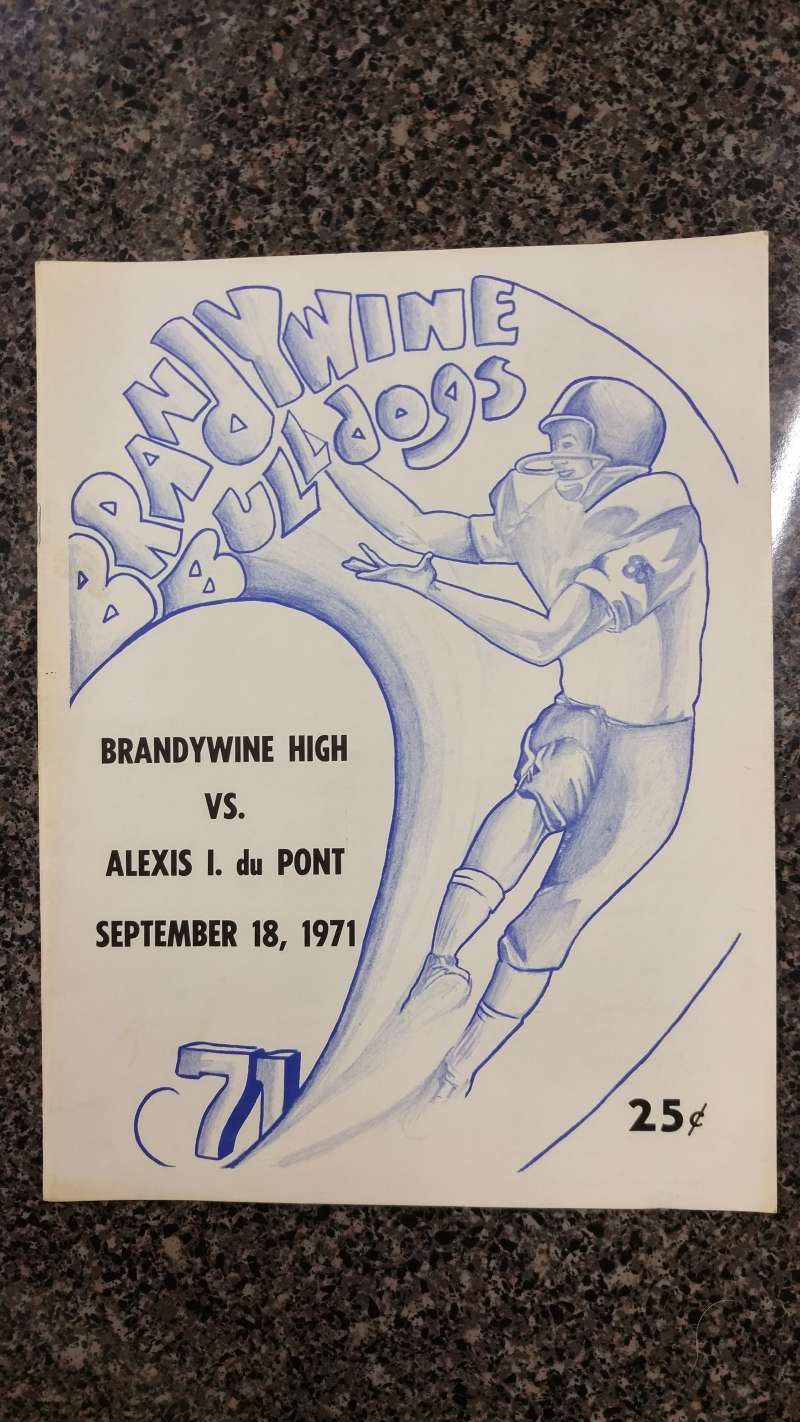 BRANDYWINE
BULLdogS
BRANDYWINE HIGH
VS.
ALEXIS I. du PONT
SEPTEMBER 18, 1971
71
25¢